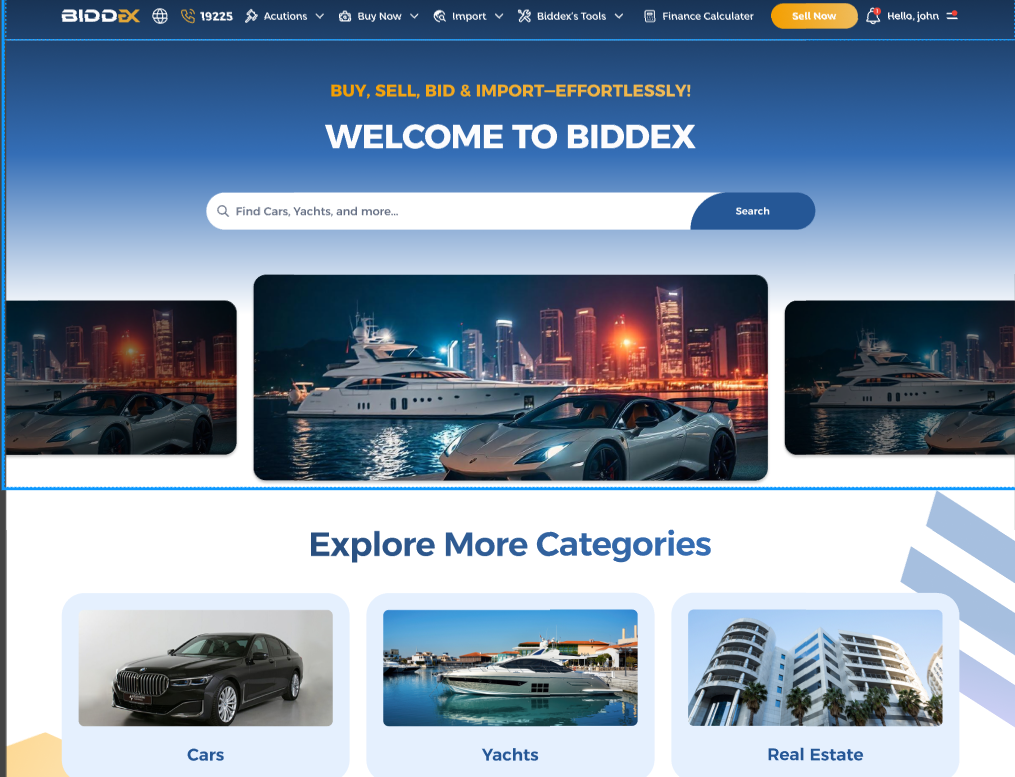 BIDDEX 19225 Acutions Buy Now Import Biddex's Tools Finance Calculater Sell Now 1 Hello, john
BUY, SELL, BID & IMPORT—EFFORTLESSLY!
WELCOME TO BIDDEX
Find Cars, Yachts, and more... Search
Explore More Categories
Cars Yachts Real Estate